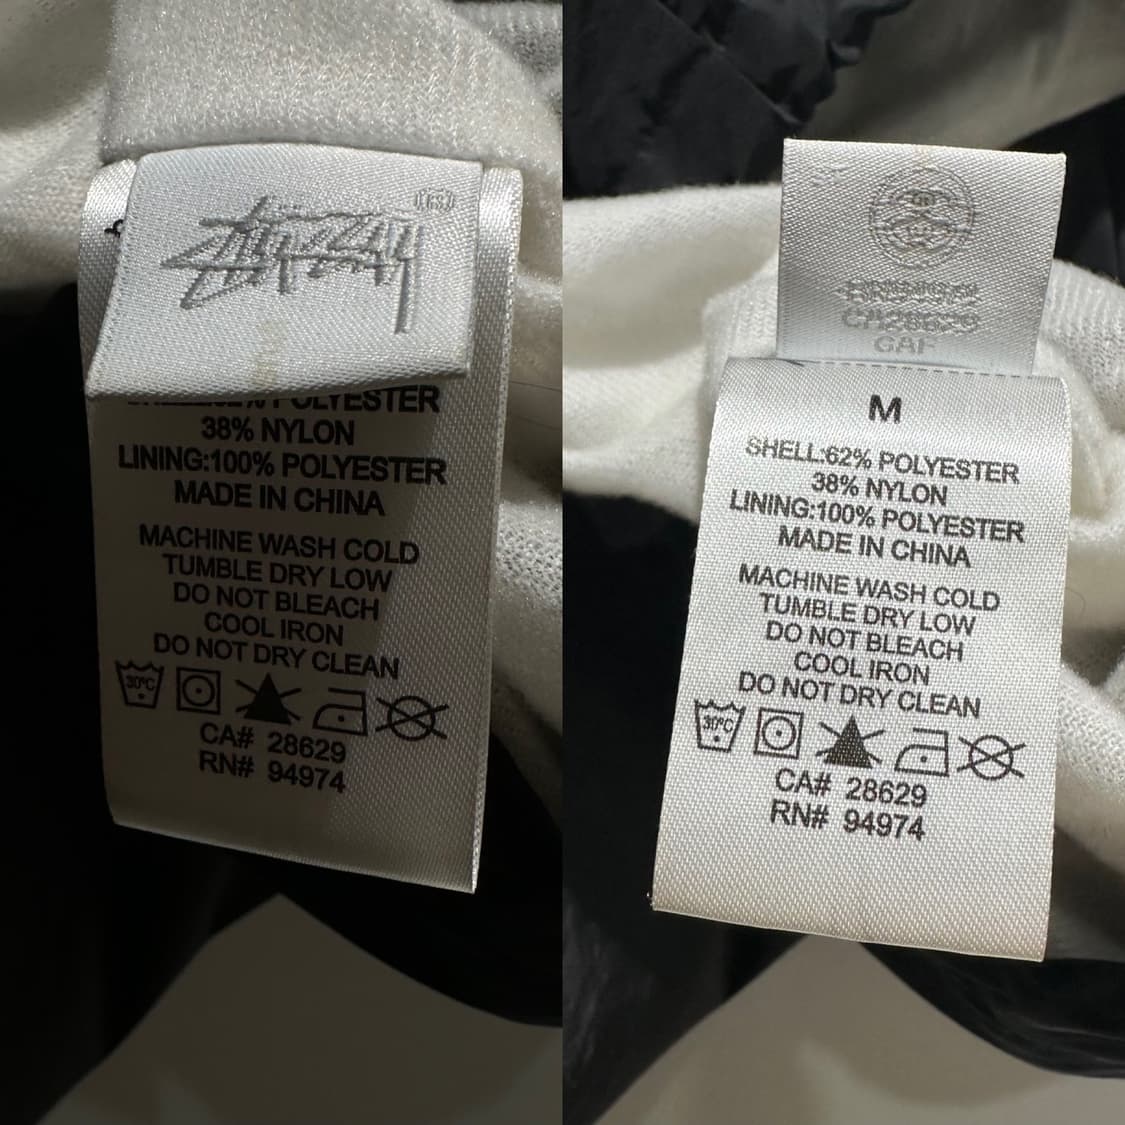 Stüssy
POLYESTER
38% NYLON
LINING:100% POLYESTER
MADE IN CHINA
MACHINE WASH COLD
TUMBLE DRY LOW
DO NOT BLEACH
COOL IRON
DO NOT DRY CLEAN
30°C
CA# 28629
RN# 94974
CA28629
GAF
M
SHELL:62% POLYESTER
38% NYLON
LINING:100% POLYESTER
MADE IN CHINA
MACHINE WASH COLD
TUMBLE DRY LOW
DO NOT BLEACH
COOL IRON
DO NOT DRY CLEAN
30°C
CA# 28629
RN# 94974